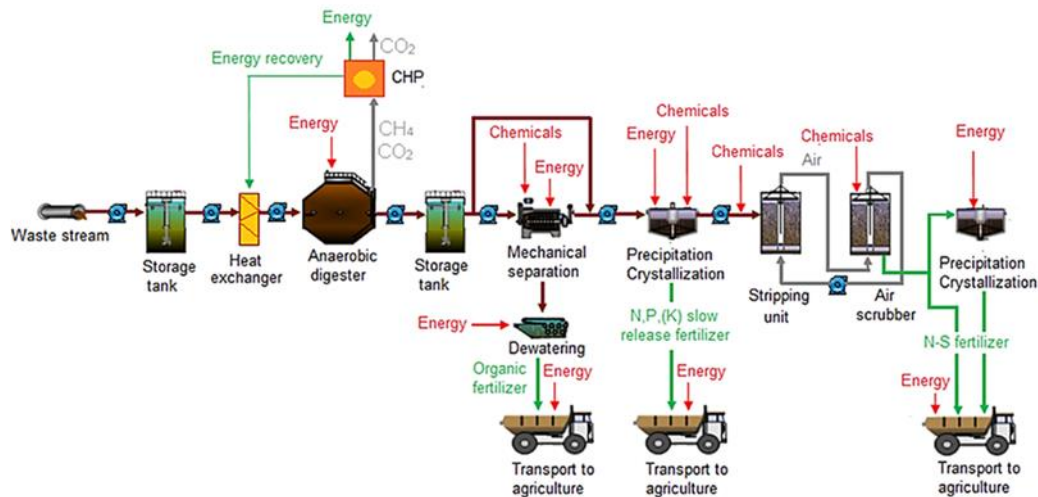 Energy
CO₂
Energy recovery
CHP
CH₄
CO₂
Energy
Chemicals
Energy
Chemicals
Energy
Chemicals
Chemicals
Air
Energy
Waste stream
Storage
tank
Heat
exchanger
Anaerobic
digester
Storage
tank
Mechanical
separation
Precipitation
Crystallization
Stripping
unit
Air
scrubber
Precipitation
Crystallization
Energy
Dewatering
Organic
fertilizer
Energy
N,P,(K) slow
release fertilizer
Energy
N-S fertilizer
Energy
Transport to
agriculture
Transport to
agriculture
Transport to
agriculture